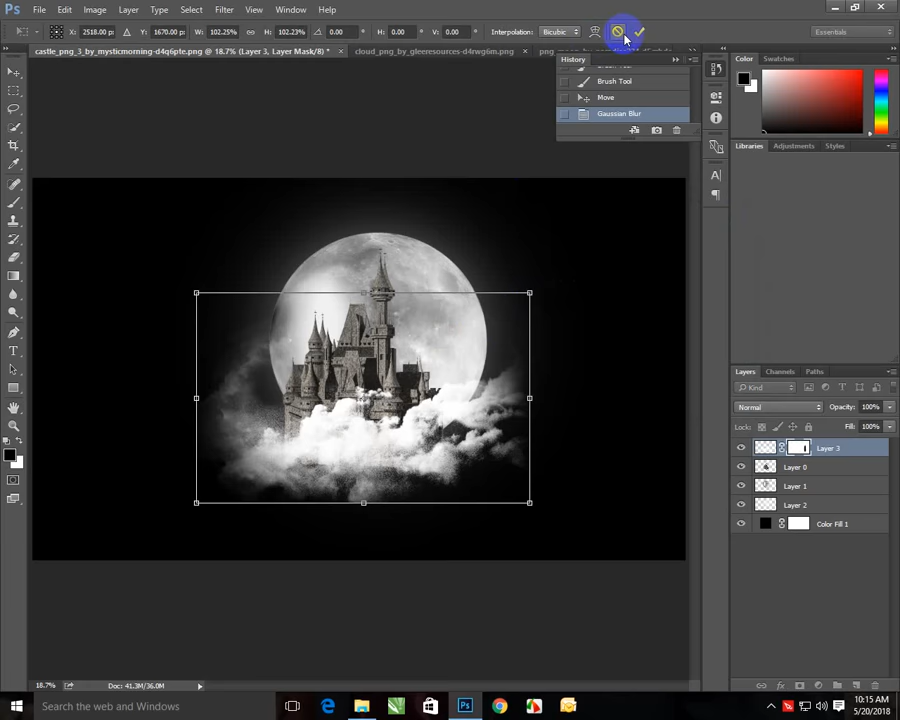 Ps File Edit Image Layer Type Select Filter View Window Help
X: 2518.00 px Y: 1670.00 px W: 102.25% H: 102.23% 0.00 ° H: 0.00 ° V: 0.00 ° Interpolation: Bicubic Essentials
castle_png_3_by_mysticmorning-d4q6pte.png @ 18.7% (Layer 3, Layer Mask/8) * × cloud_png_by_gleeresources-d4rwg6m.png ×
History
Brush Tool
Move
Gaussian Blur
Color Swatches
Libraries Adjustments Styles
Layers Channels Paths
Kind
Normal Opacity: 100%
Lock: Fill: 100%
Layer 3
Layer 0
Layer 1
Layer 2
Color Fill 1
18.7% Doc: 41.3M/36.0M
Search the web and Windows
10:15 AM
5/20/2018